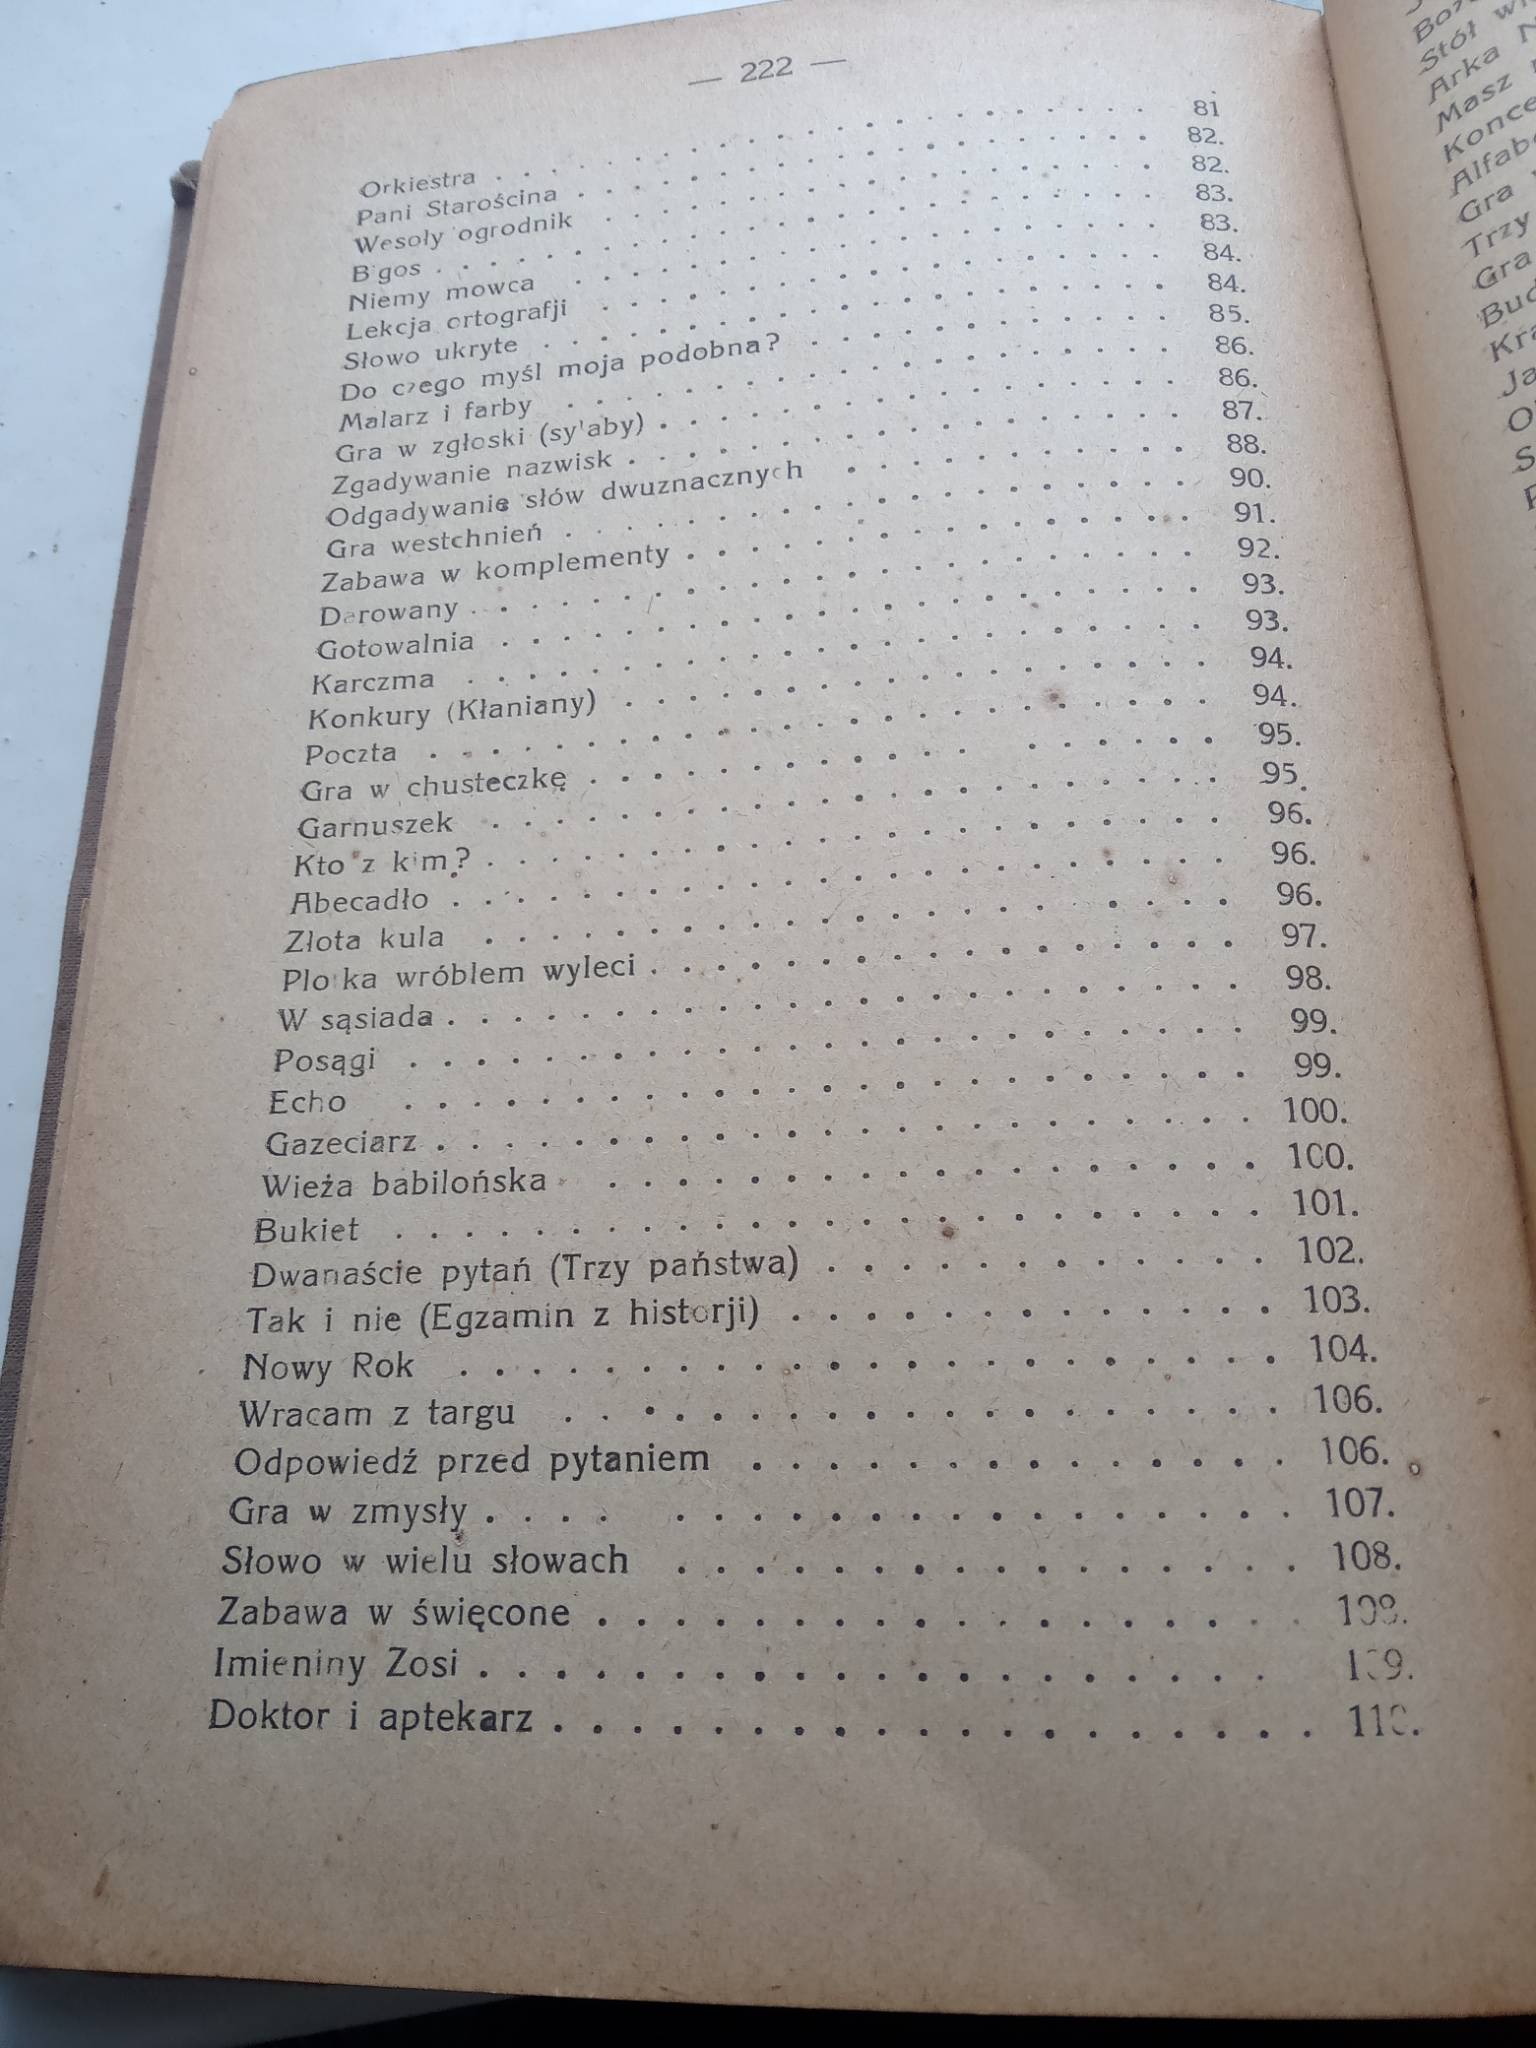 — 222 —
Orkiestra . . . . . . . . . . . . . . . . . . . . 81
Pani Starościna . . . . . . . . . . . . . . . . . . 82.
Wesoły ogrodnik . . . . . . . . . . . . . . . . . . 82.
Bigos . . . . . . . . . . . . . . . . . . . . . . 83.
Niemy mowca . . . . . . . . . . . . . . . . . . . 83.
Lekcja ortografji . . . . . . . . . . . . . . . . . . 84.
Słowo ukryte . . . . . . . . . . . . . . . . . . . 84.
Do czego myśl moja podobna? . . . . . . . . . . . . 85.
Malarz i farby . . . . . . . . . . . . . . . . . . . 86.
Gra w zgłoski (sylaby) . . . . . . . . . . . . . . . . 86.
Zgadywanie nazwisk . . . . . . . . . . . . . . . . . 87.
Odgadywanie słów dwuznacznych . . . . . . . . . . . 88.
Gra westchnień . . . . . . . . . . . . . . . . . . . 90.
Zabawa w komplementy . . . . . . . . . . . . . . . 91.
Darowany . . . . . . . . . . . . . . . . . . . . . 92.
Gotowalnia . . . . . . . . . . . . . . . . . . . . 93.
Karczma . . . . . . . . . . . . . . . . . . . . . 93.
Konkury (Kłaniany) . . . . . . . . . . . . . . . . . 94.
Poczta . . . . . . . . . . . . . . . . . . . . . . 94.
Gra w chusteczkę . . . . . . . . . . . . . . . . . . 95.
Garnuszek . . . . . . . . . . . . . . . . . . . . 95.
Kto z kim? . . . . . . . . . . . . . . . . . . . . 96.
Abecadło . . . . . . . . . . . . . . . . . . . . . 96.
Złota kula . . . . . . . . . . . . . . . . . . . . . 96.
Plotka wróblem wyleci . . . . . . . . . . . . . . . . 97.
W sąsiada . . . . . . . . . . . . . . . . . . . . . 98.
Posągi . . . . . . . . . . . . . . . . . . . . . . 99.
Echo . . . . . . . . . . . . . . . . . . . . . . . 99.
Gazeciarz . . . . . . . . . . . . . . . . . . . . . 100.
Wieża babilońska . . . . . . . . . . . . . . . . . . 100.
Bukiet . . . . . . . . . . . . . . . . . . . . . . 101.
Dwanaście pytań (Trzy państwa) . . . . . . . . . . . . 102.
Tak i nie (Egzamin z historji) . . . . . . . . . . . . . 103.
Nowy Rok . . . . . . . . . . . . . . . . . . . . . 104.
Wracam z targu . . . . . . . . . . . . . . . . . . 106.
Odpowiedź przed pytaniem . . . . . . . . . . . . . . 106.
Gra w zmysły . . . . . . . . . . . . . . . . . . . 107.
Słowo w wielu słowach . . . . . . . . . . . . . . . . 108.
Zabawa w święcone . . . . . . . . . . . . . . . . .
Imieniny Zosi . . . . . . . . . . . . . . . . . . . . 109.
Doktor i aptekarz . . . . . . . . . . . . . . . . . . 110.
Stół
Arka
Masz
Gra
Trzy
Gra